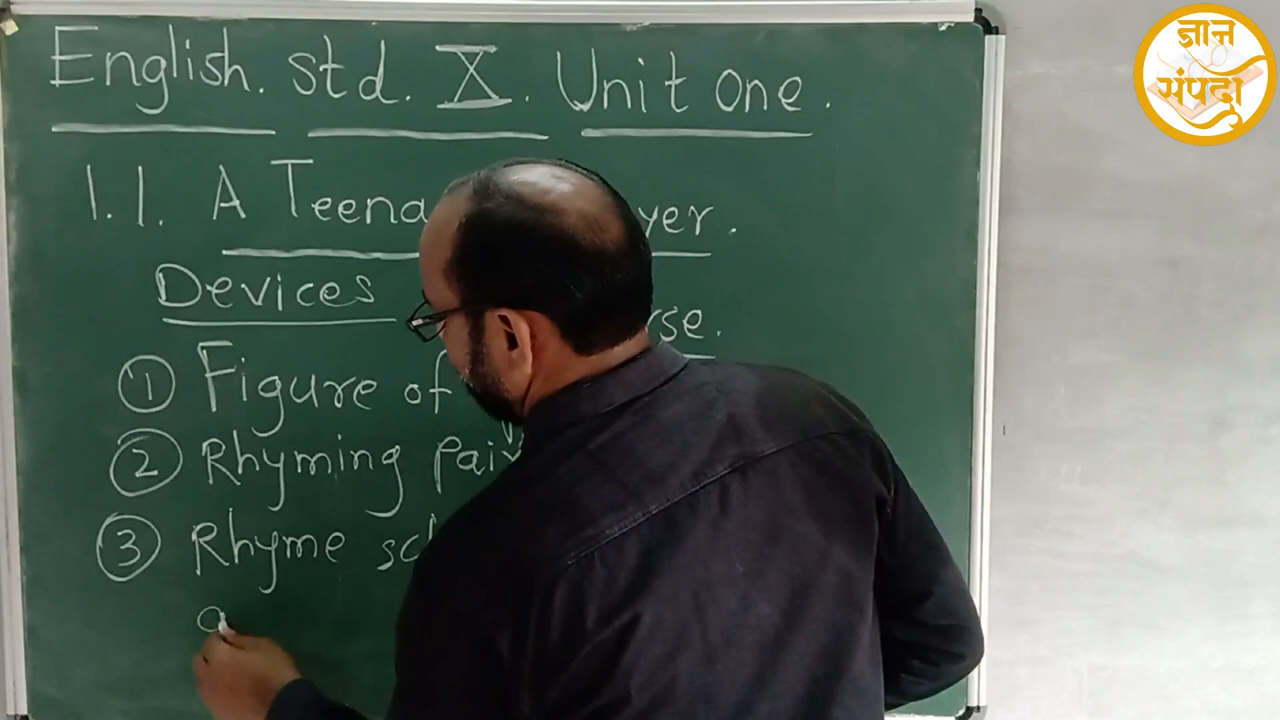 English. Std. X. Unit one.
1.1. A Teena yer.
Devices rse.
① Figure of
② Rhyming Pair
③ Rhyme sc
a
ज्ञान
संपदा